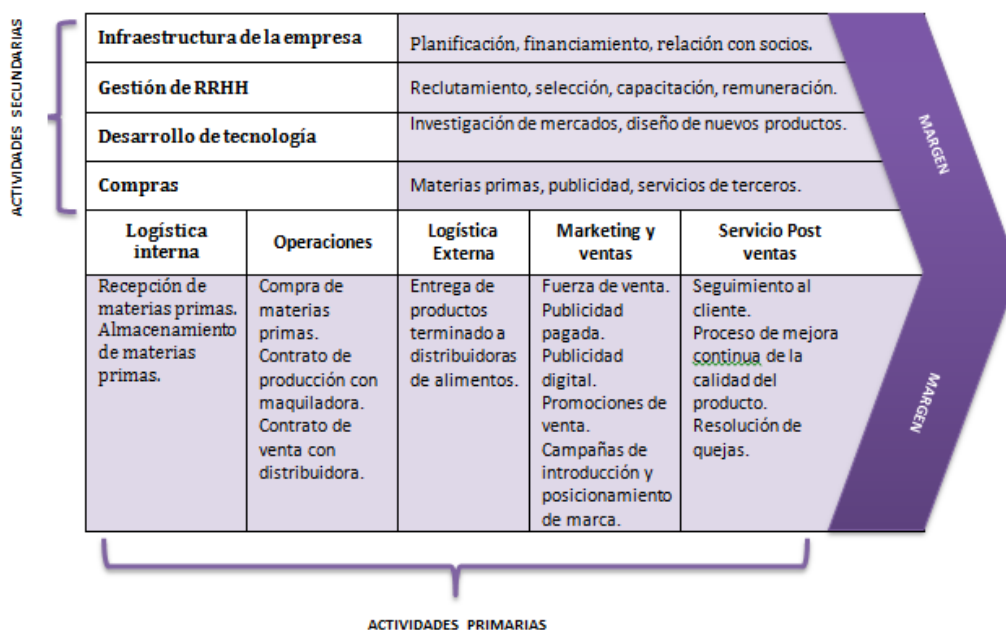 ACTIVIDADES SECUNDARIAS
Infraestructura de la empresa
Planificación, financiamiento, relación con socios.
Gestión de RRHH
Reclutamiento, selección, capacitación, remuneración.
Desarrollo de tecnología
Investigación de mercados, diseño de nuevos productos.
Compras
Materias primas, publicidad, servicios de terceros.
MARGEN
Logística
interna
Operaciones
Logística
Externa
Marketing y
ventas
Servicio Post
ventas
Recepción de
materias primas.
Almacenamiento
de materias
primas.
Compra de
materias
primas.
Contrato de
producción con
maquiladora.
Contrato de
venta con
distribuidora.
Entrega de
productos
terminado a
distribuidoras
de alimentos.
Fuerza de venta.
Publicidad
pagada.
Publicidad
digital.
Promociones de
venta.
Campañas de
introducción y
posicionamiento
de marca.
Seguimiento al
cliente.
Proceso de mejora
continua de la
calidad del
producto.
Resolución de
quejas.
MARGEN
ACTIVIDADES PRIMARIAS